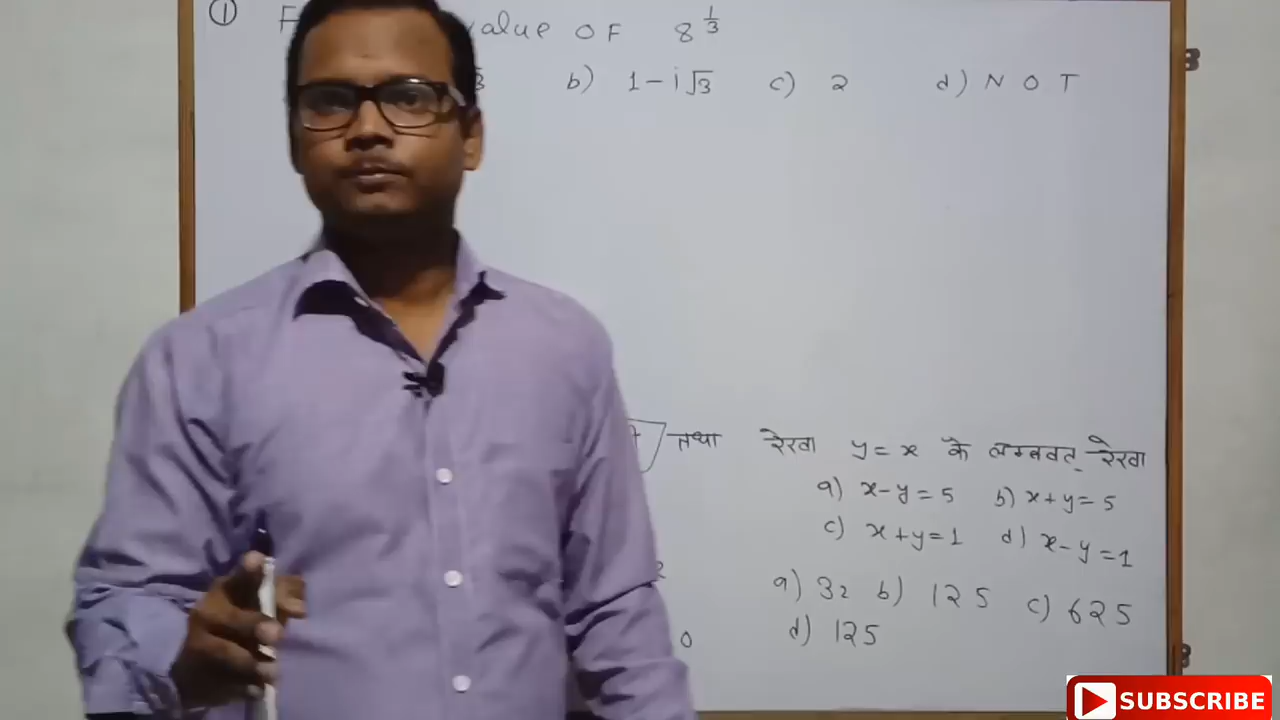 ① F value OF 8^1/3
√3 b) 1-i√3 c) 2 d) N O T
तथा रेखा y = x के लम्बवत् रेखा
a) x-y=5 b) x+y=5
c) x+y=1 d) x-y=1
a) 32 b) 125 c) 625
d) 125
SUBSCRIBE